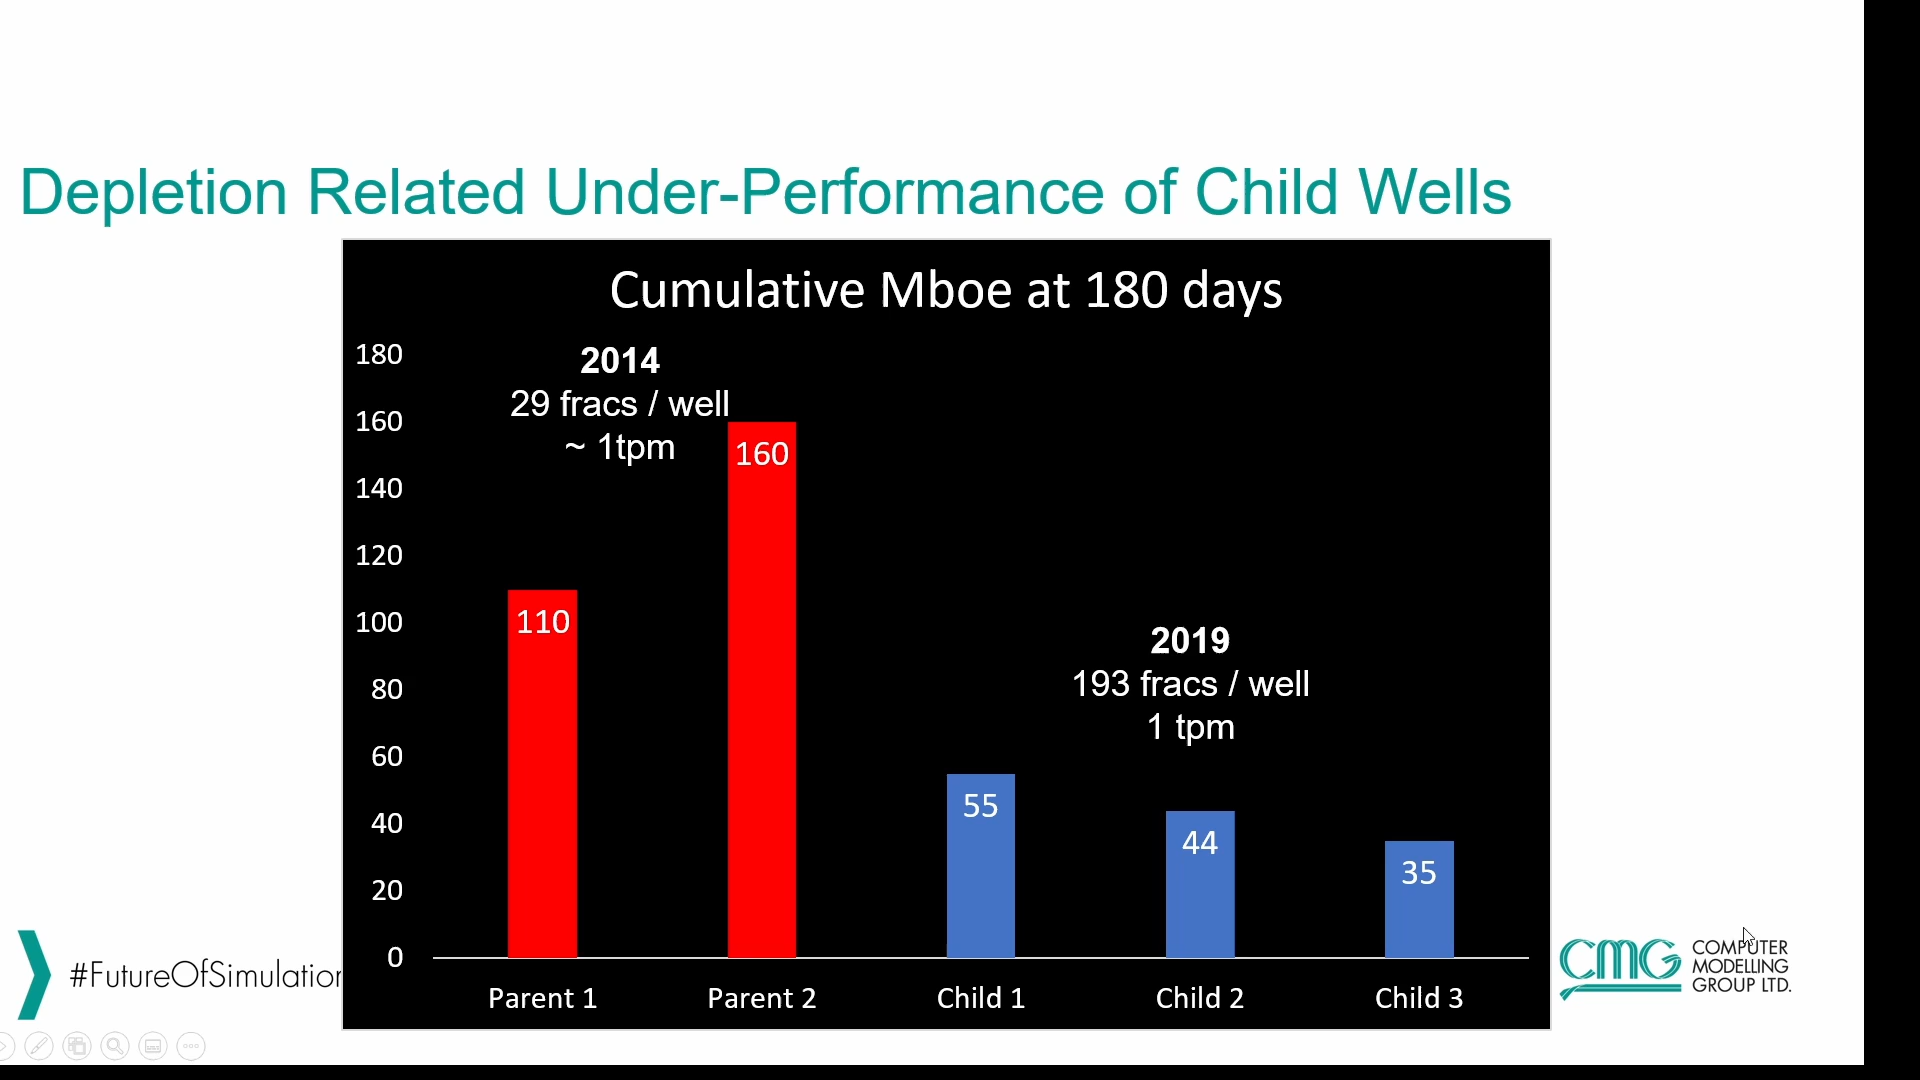 Depletion Related Under-Performance of Child Wells
Cumulative Mboe at 180 days
180
160
140
120
100
80
60
40
20
0
2014
29 fracs / well
~ 1tpm
110
160
2019
193 fracs / well
1 tpm
55
44
35
Parent 1
Parent 2
Child 1
Child 2
Child 3
#FutureOfSimulation
CMG
COMPUTER
MODELLING
GROUP LTD.